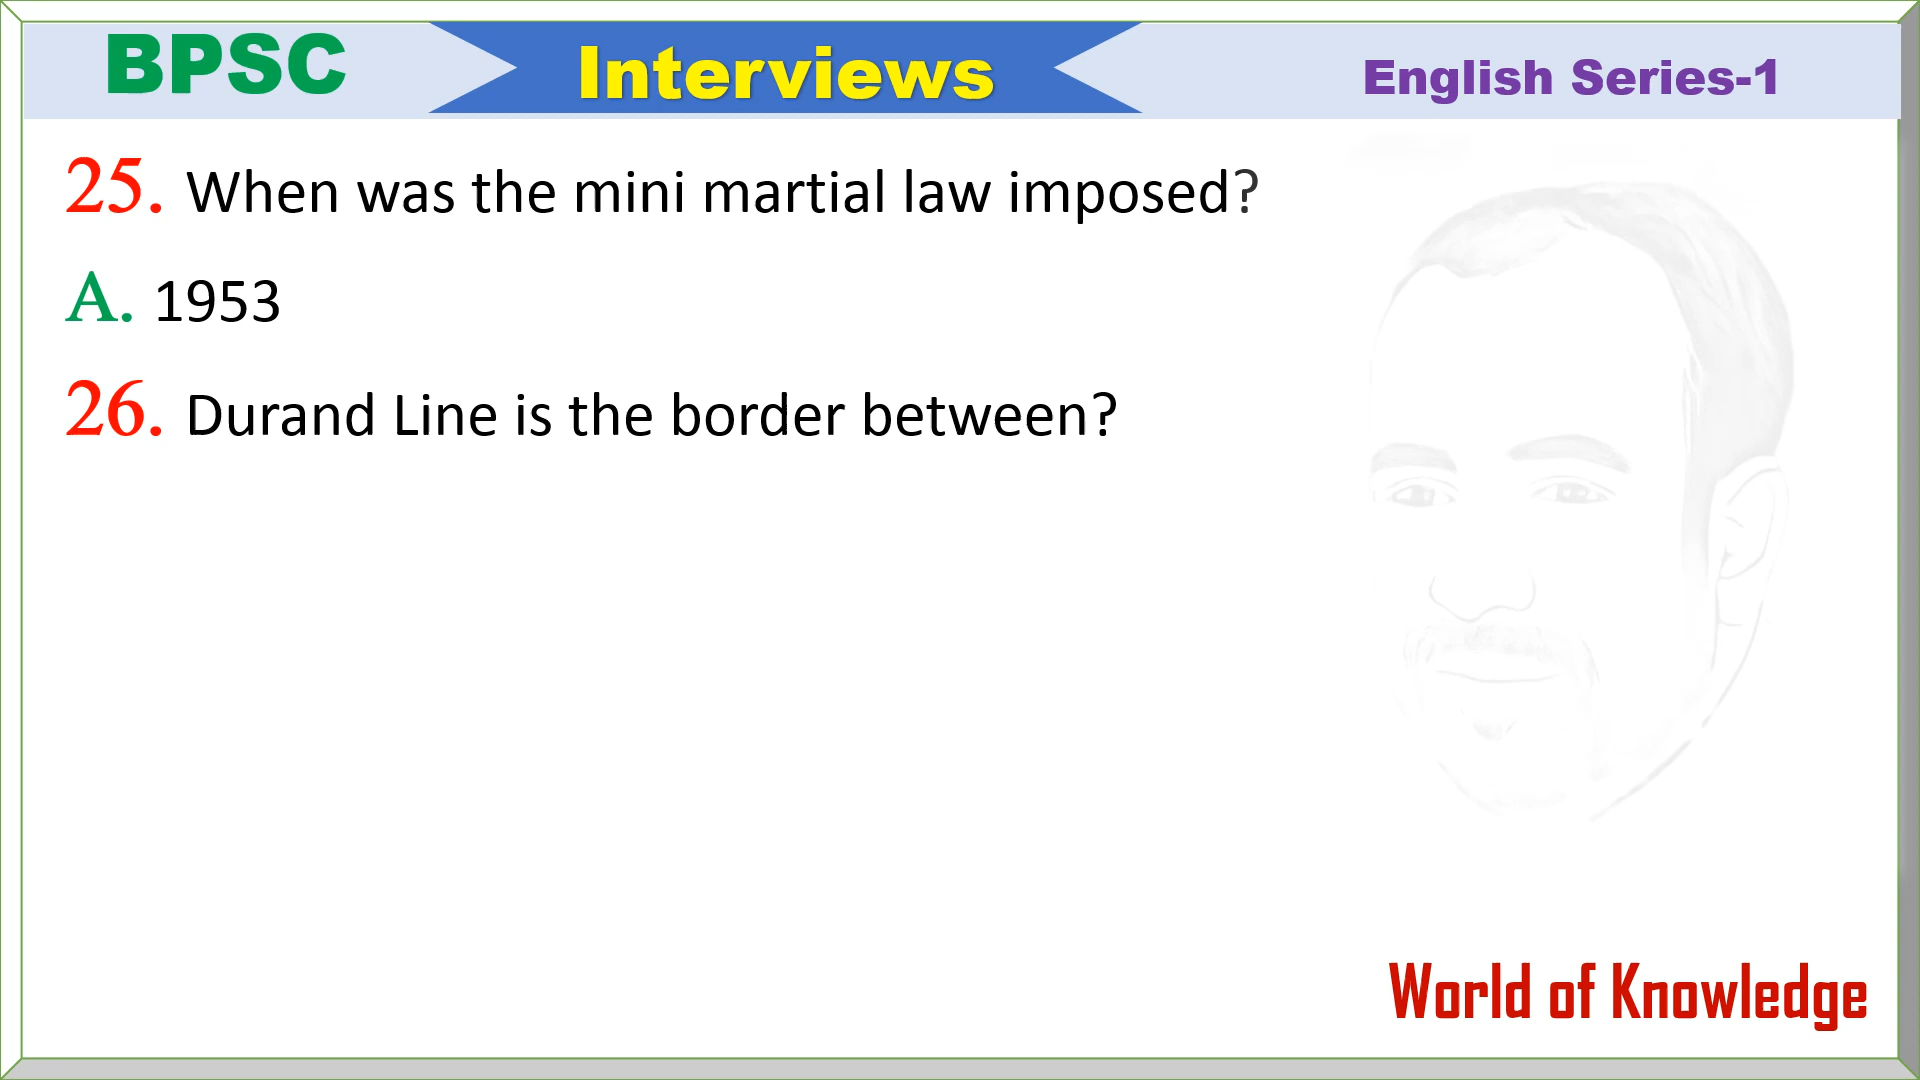 BPSC
Interviews
English Series-1
25. When was the mini martial law imposed?
A. 1953
26. Durand Line is the border between?
World of Knowledge